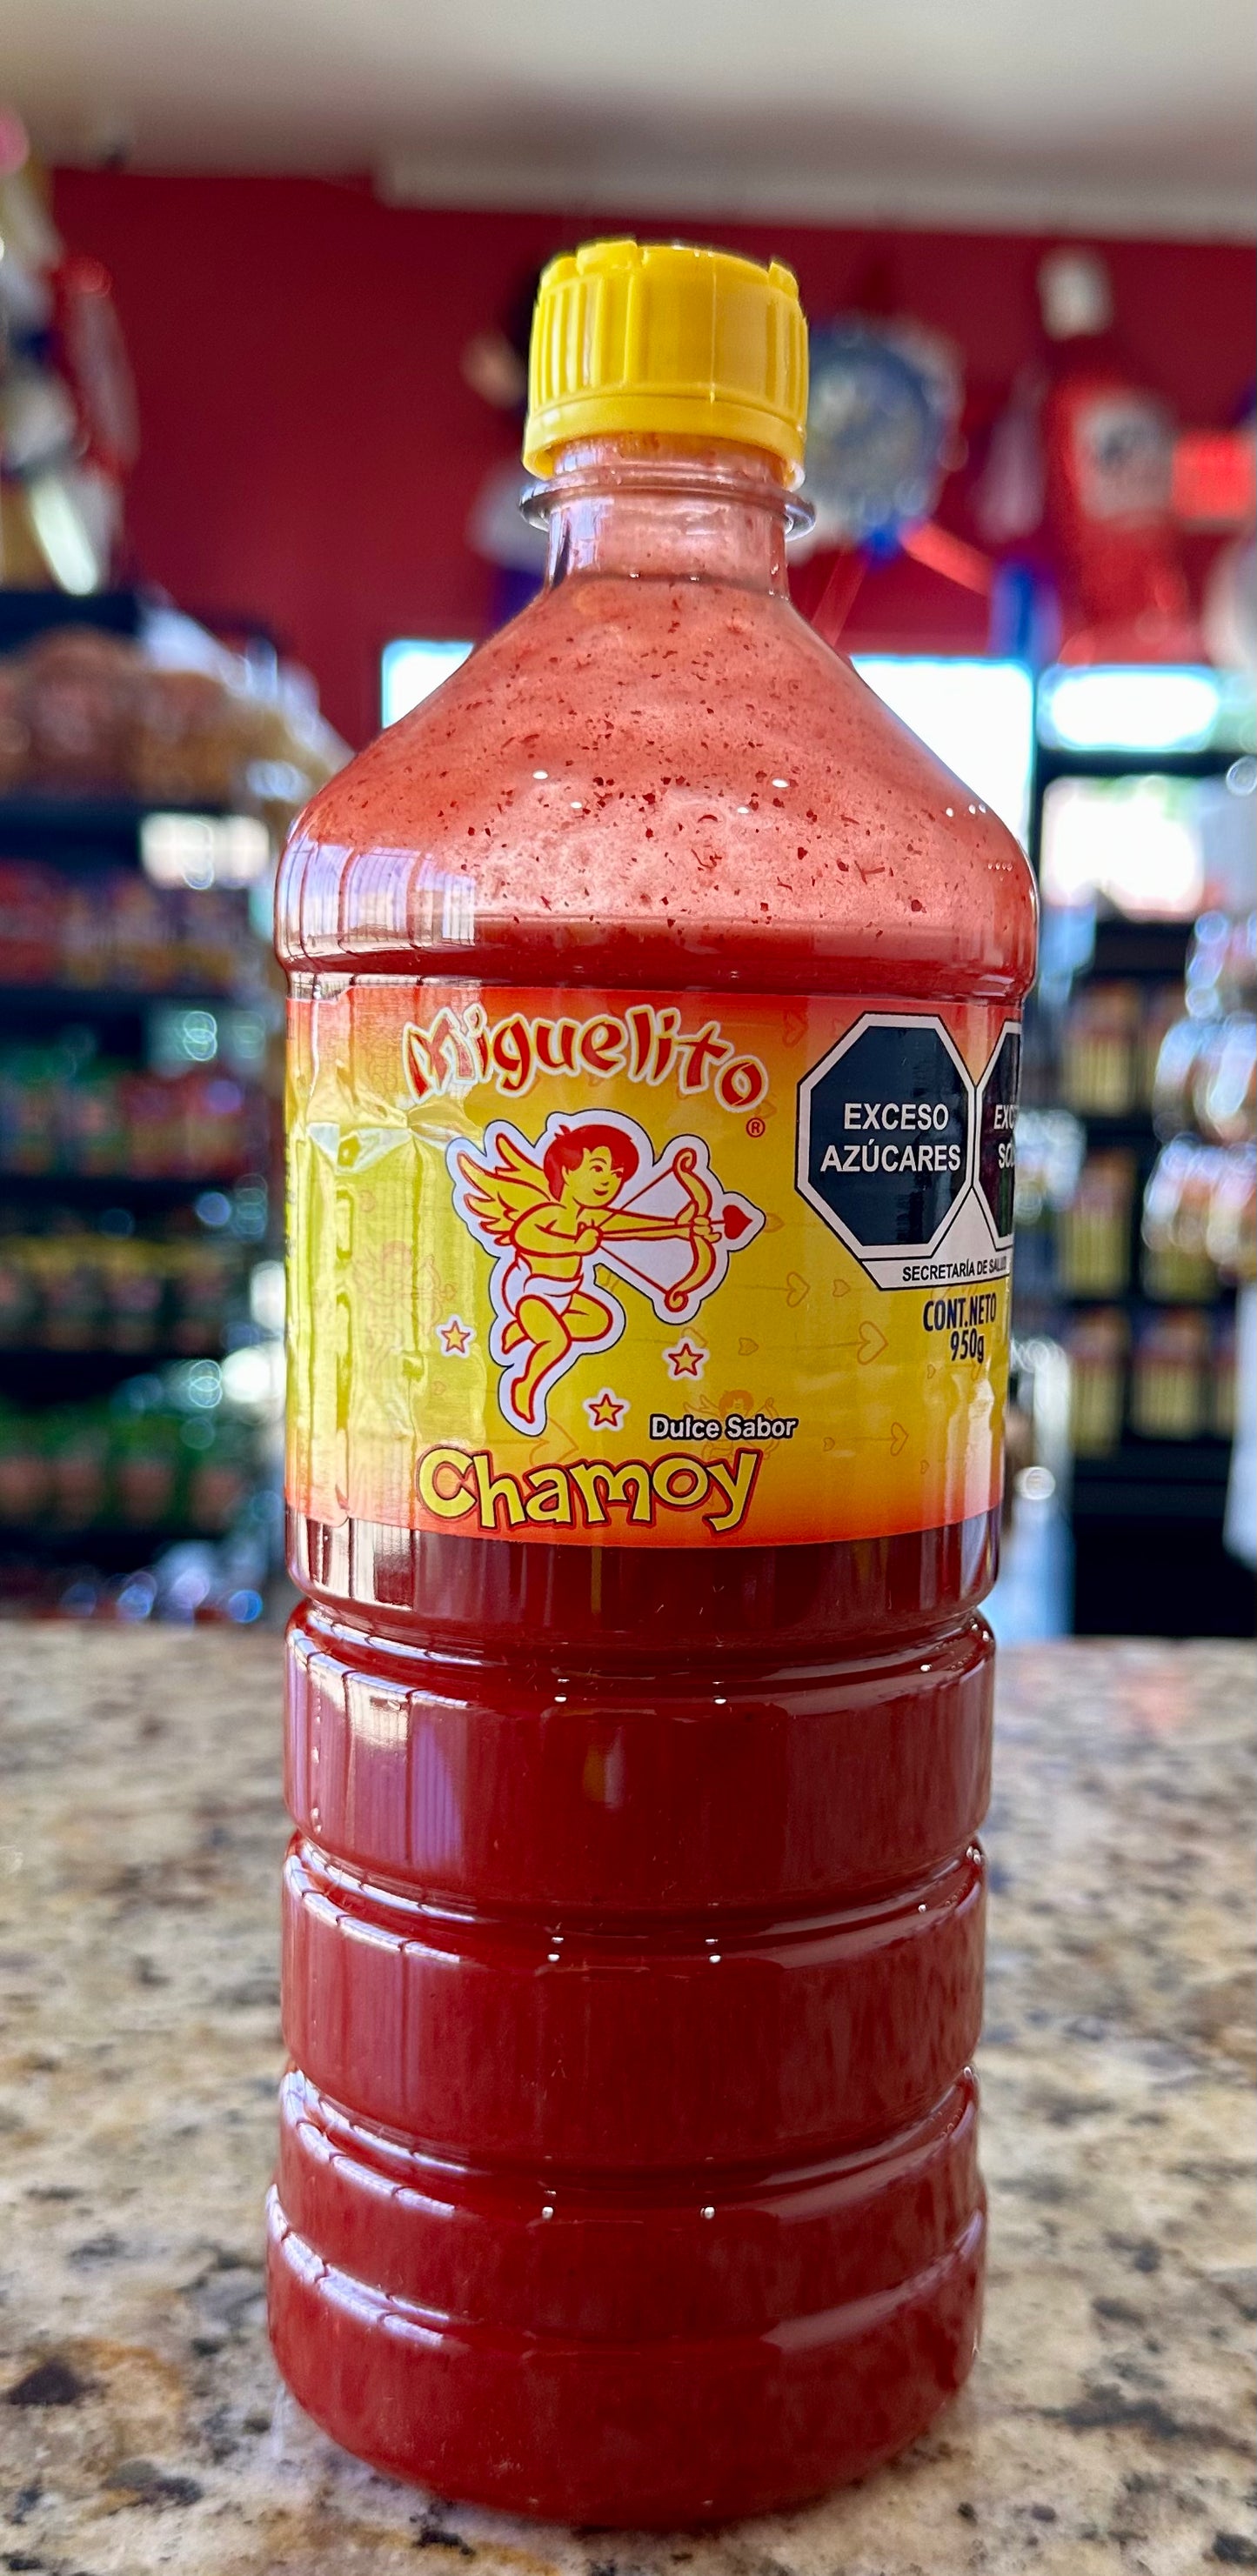 Miguelito
®
EXCESO
AZÚCARES
SECRETARÍA DE SALUD
CONT.NETO
950g
Dulce Sabor
Chamoy